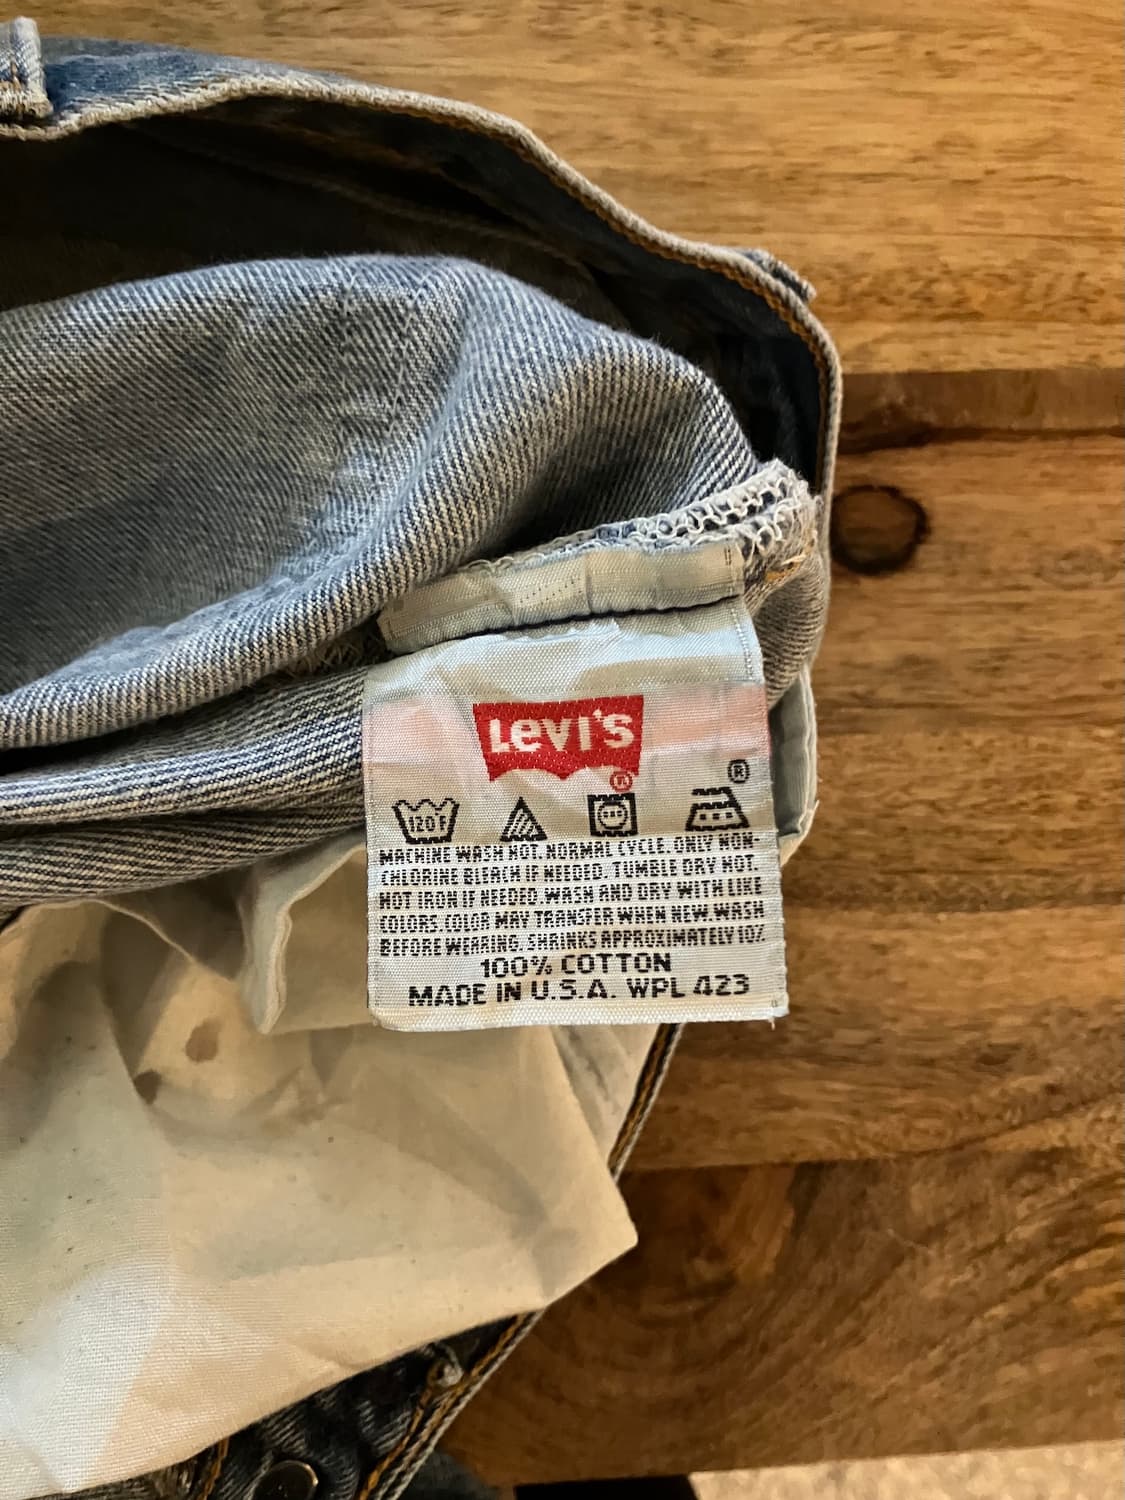 Levi's
®
®
120°F
MACHINE WASH HOT. NORMAL CYCLE. ONLY NON-
CHLORINE BLEACH IF NEEDED. TUMBLE DRY HOT.
HOT IRON IF NEEDED. WASH AND DRY WITH LIKE
COLORS. COLOR MAY TRANSFER WHEN NEW. WASH
BEFORE WEARING. SHRINKS APPROXIMATELY 10%
100% COTTON
MADE IN U.S.A. WPL 423